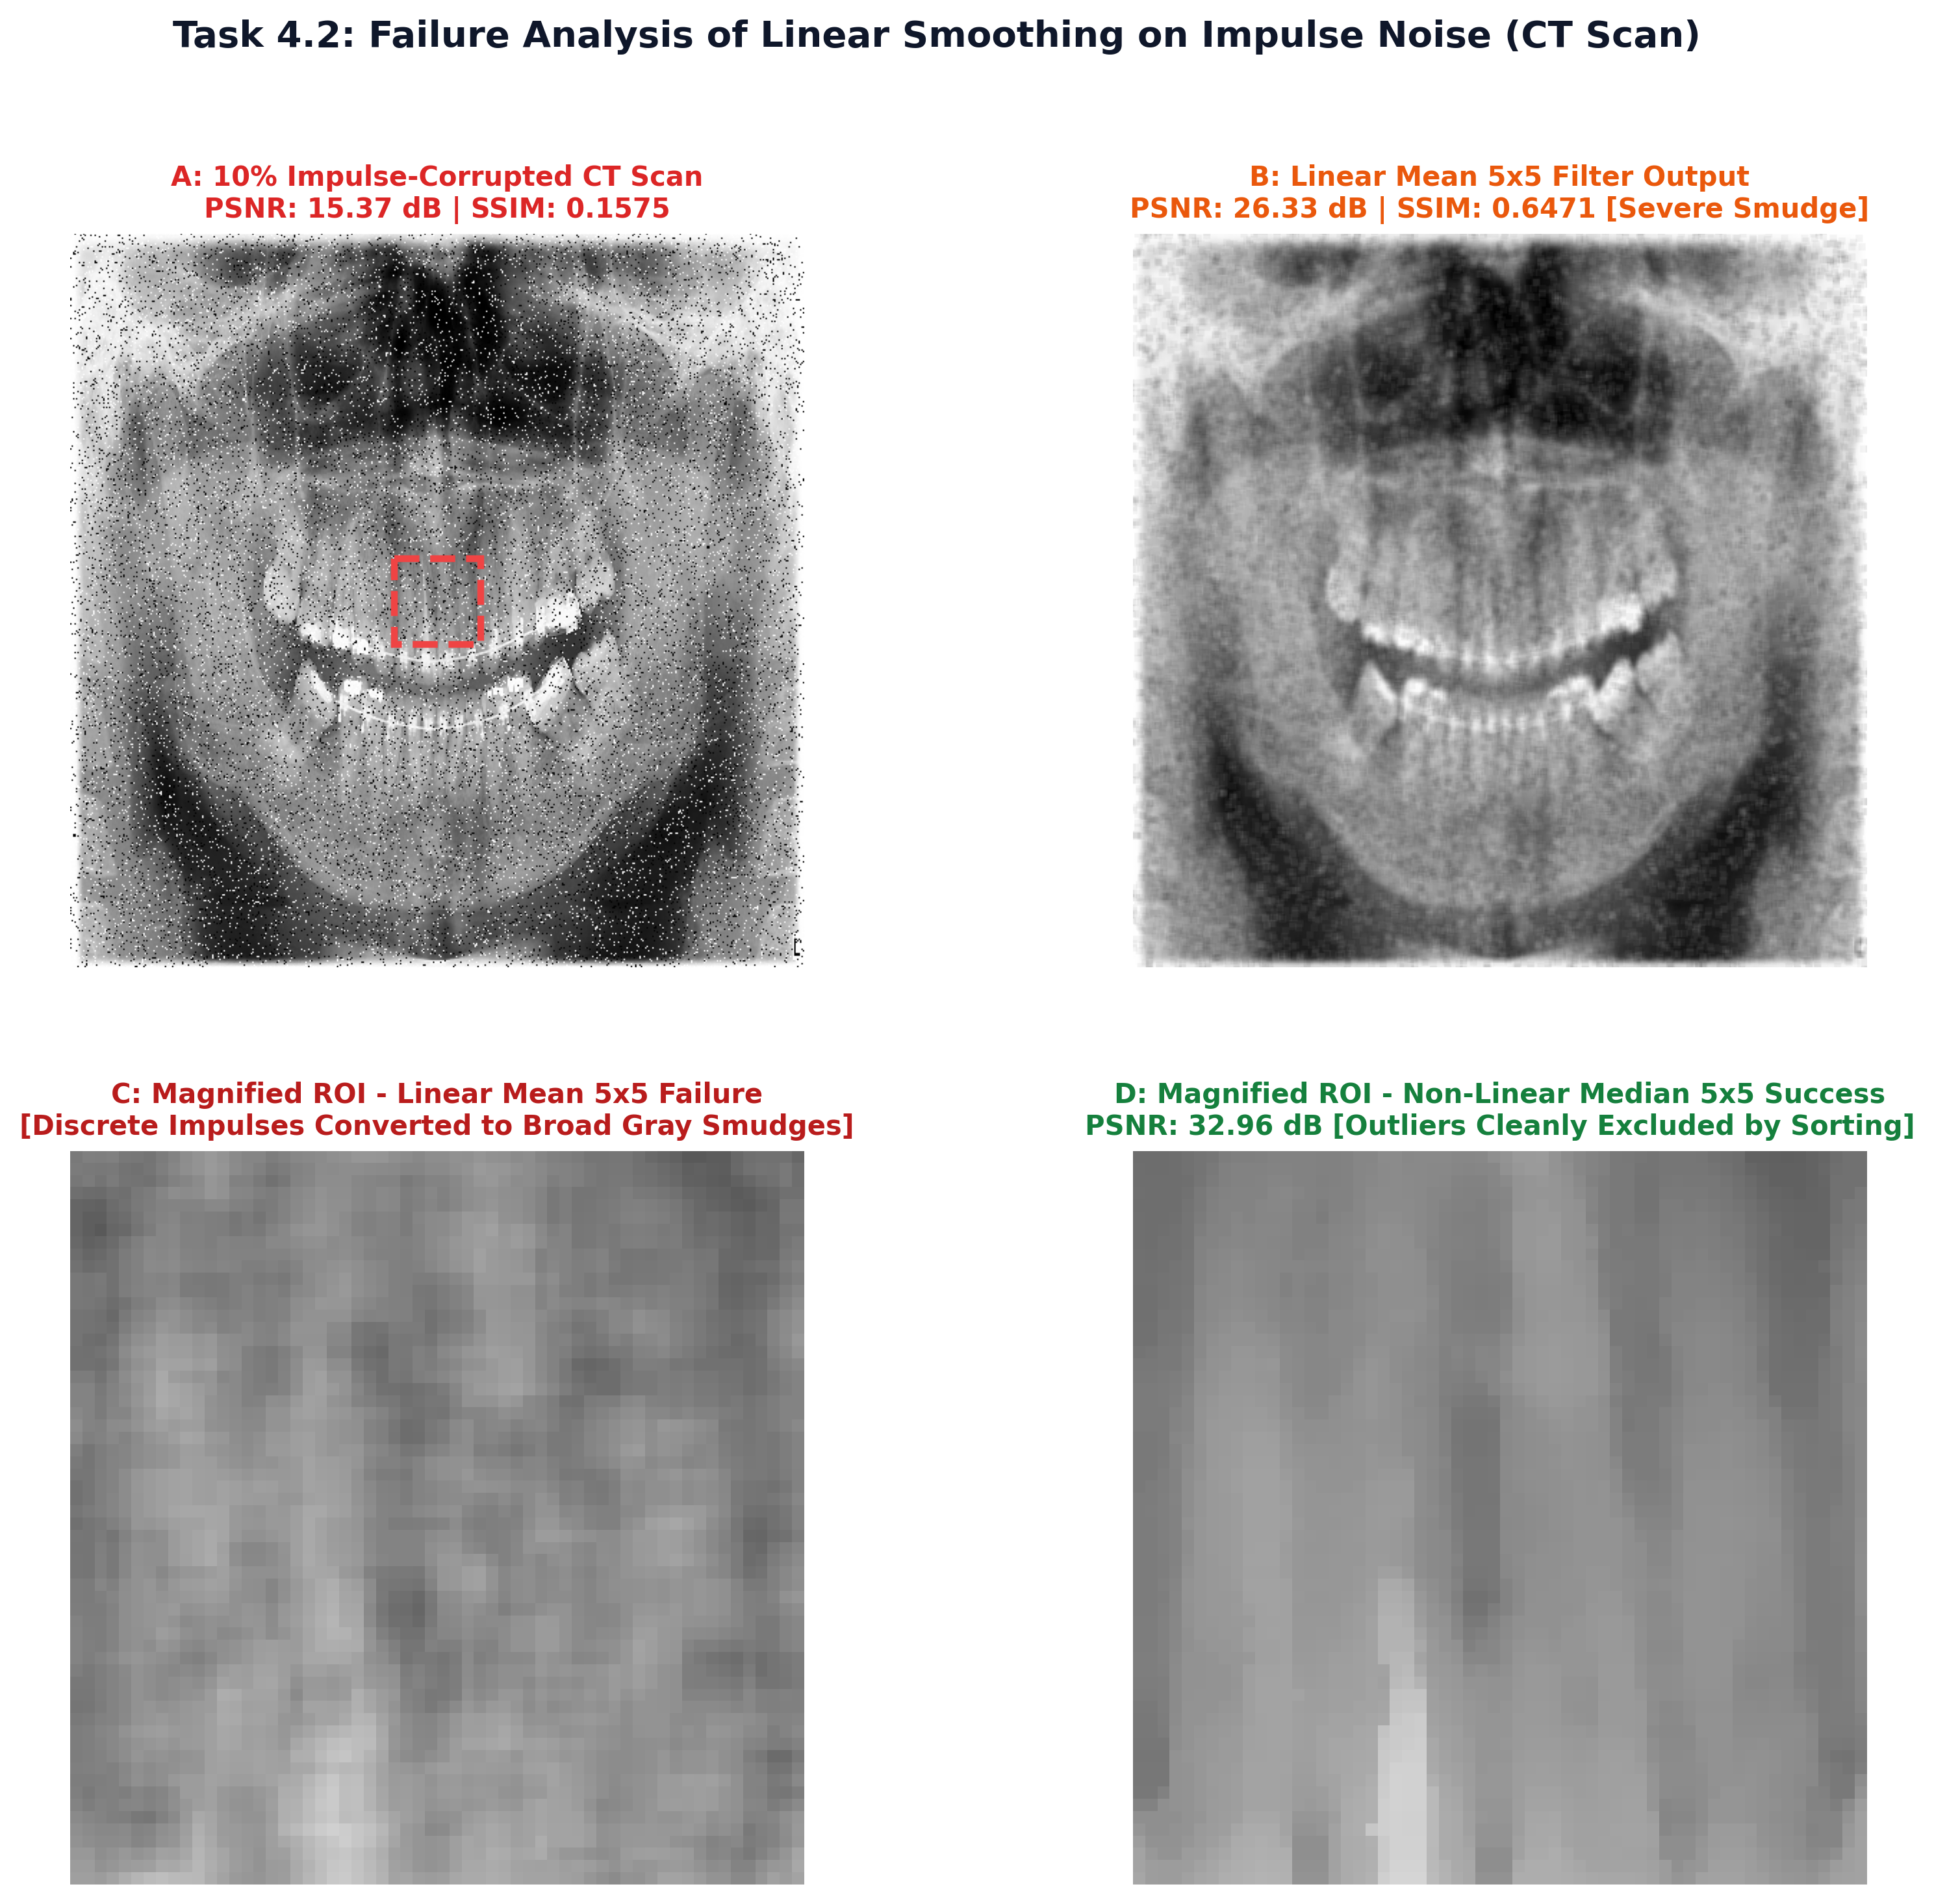 Task 4.2: Failure Analysis of Linear Smoothing on Impulse Noise (CT Scan)
A: 10% Impulse-Corrupted CT Scan
PSNR: 15.37 dB | SSIM: 0.1575
B: Linear Mean 5x5 Filter Output
PSNR: 26.33 dB | SSIM: 0.6471 [Severe Smudge]
C: Magnified ROI - Linear Mean 5x5 Failure
[Discrete Impulses Converted to Broad Gray Smudges]
D: Magnified ROI - Non-Linear Median 5x5 Success
PSNR: 32.96 dB [Outliers Cleanly Excluded by Sorting]